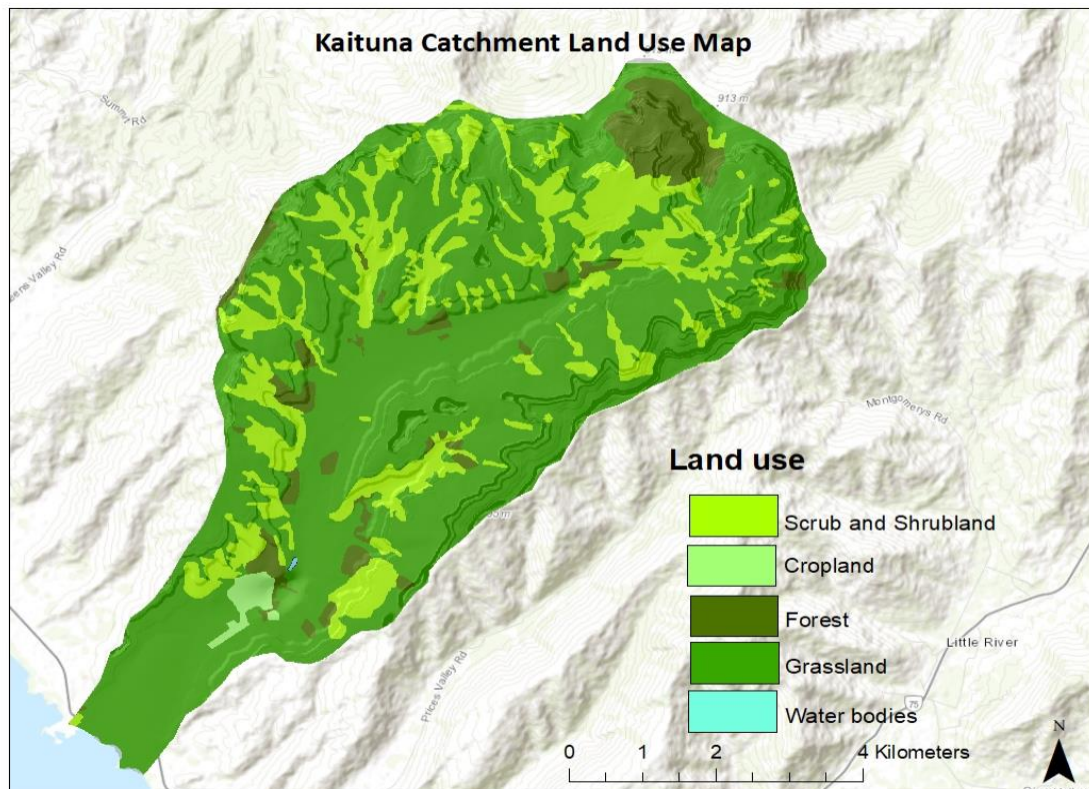 Kaituna Catchment Land Use Map
913 m
Summit Rd
ens Valley Rd
Montgomerys Rd
Land use
Scrub and Shrubland
Cropland
Forest
Grassland
Water bodies
Little River
75
Prices Valley Rd
0 1 2 4 Kilometers
N